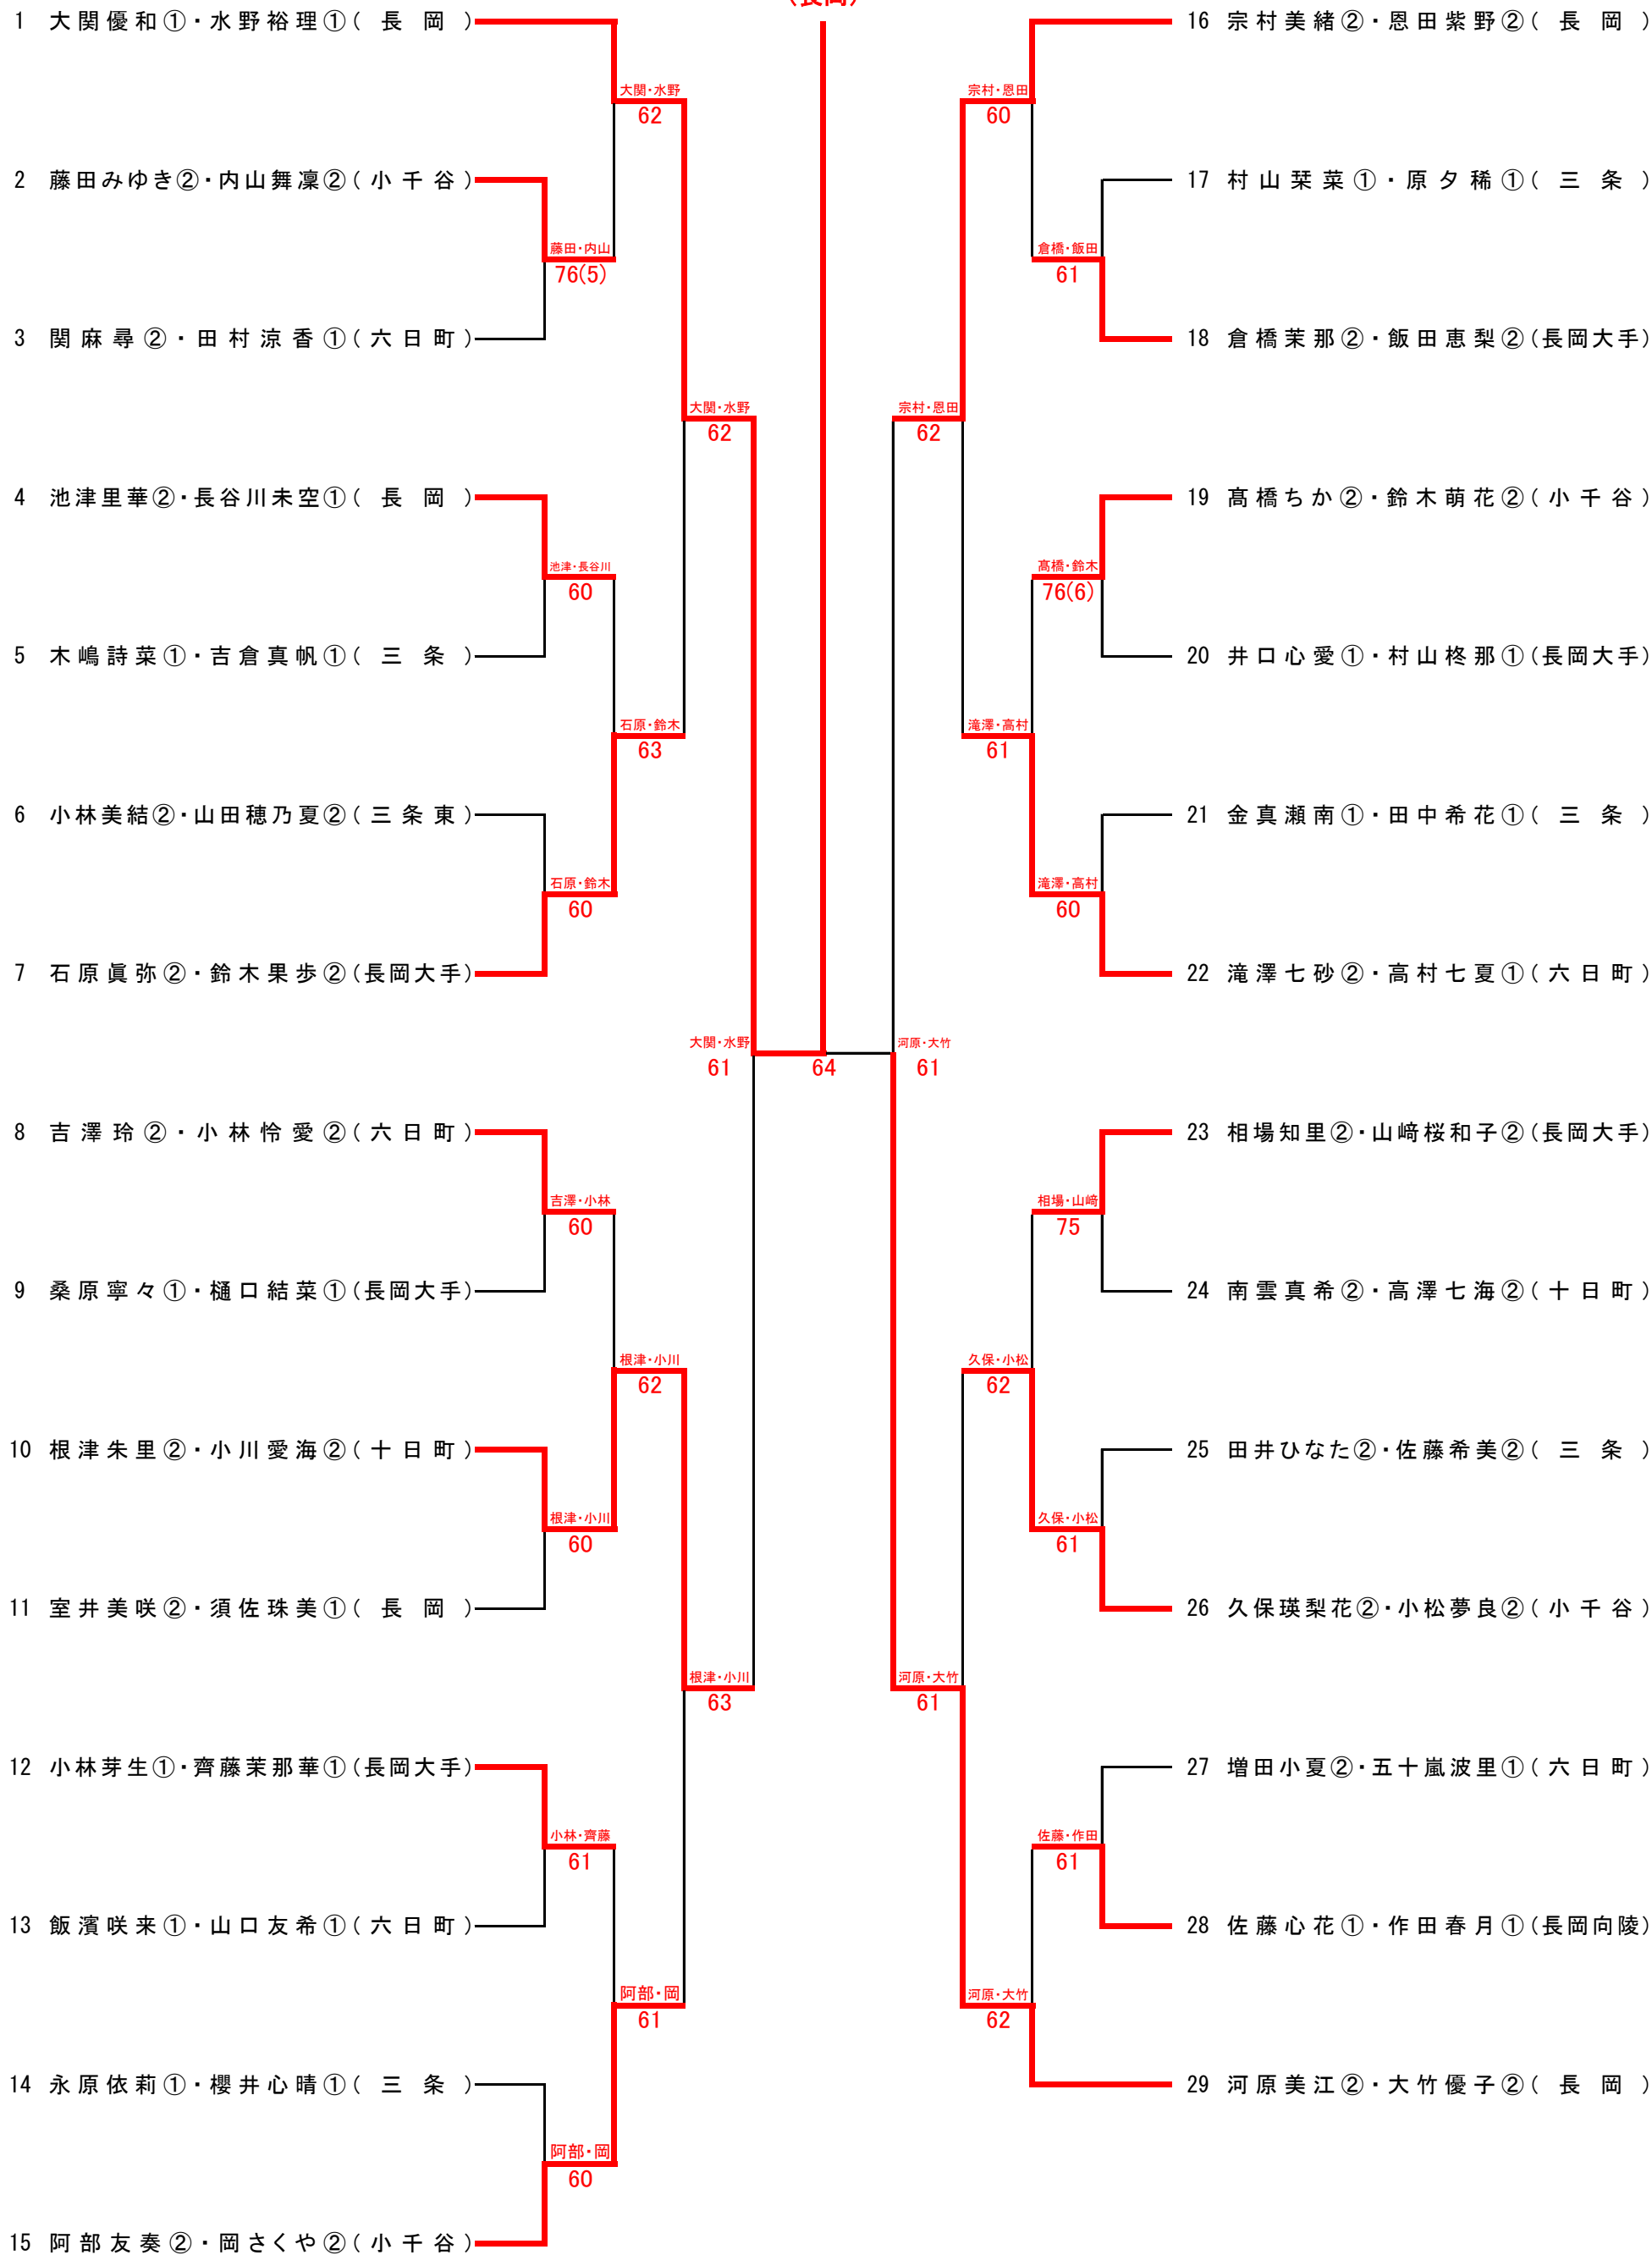 (長岡)
1 大関優和①・水野裕理①( 長 岡 )
大関・水野
62
2 藤田みゆき②・内山舞凜②( 小 千 谷 )
藤田・内山
76(5)
3 関麻尋②・田村涼香①( 六 日 町 )
大関・水野
62
4 池津里華②・長谷川未空①( 長 岡 )
池津・長谷川
60
5 木嶋詩菜①・吉倉真帆①( 三 条 )
石原・鈴木
63
6 小林美結②・山田穂乃夏②( 三 条 東 )
石原・鈴木
60
7 石原眞弥②・鈴木果歩②(長岡大手)
大関・水野
61
64
8 吉澤玲②・小林怜愛②( 六 日 町 )
吉澤・小林
60
9 桑原寧々①・樋口結菜①(長岡大手)
根津・小川
62
10 根津朱里②・小川愛海②( 十 日 町 )
根津・小川
60
11 室井美咲②・須佐珠美①( 長 岡 )
根津・小川
63
12 小林芽生①・齊藤茉那華①(長岡大手)
小林・齊藤
61
13 飯濱咲来①・山口友希①( 六 日 町 )
阿部・岡
61
14 永原依莉①・櫻井心晴①( 三 条 )
阿部・岡
60
15 阿部友奏②・岡さくや②( 小 千 谷 )
16 宗村美緒②・恩田紫野②( 長 岡 )
宗村・恩田
60
17 村山栞菜①・原夕稀①( 三 条 )
倉橋・飯田
61
18 倉橋茉那②・飯田恵梨②(長岡大手)
宗村・恩田
62
19 髙橋ちか②・鈴木萌花②( 小 千 谷 )
髙橋・鈴木
76(6)
20 井口心愛①・村山柊那①(長岡大手)
滝澤・高村
61
21 金真瀬南①・田中希花①( 三 条 )
滝澤・高村
60
22 滝澤七砂②・高村七夏①( 六 日 町 )
河原・大竹
61
23 相場知里②・山﨑桜和子②(長岡大手)
相場・山﨑
75
24 南雲真希②・高澤七海②( 十 日 町 )
久保・小松
62
25 田井ひなた②・佐藤希美②( 三 条 )
久保・小松
61
26 久保瑛梨花②・小松夢良②( 小 千 谷 )
河原・大竹
61
27 増田小夏②・五十嵐波里①( 六 日 町 )
佐藤・作田
61
28 佐藤心花①・作田春月①(長岡向陵)
河原・大竹
62
29 河原美江②・大竹優子②( 長 岡 )